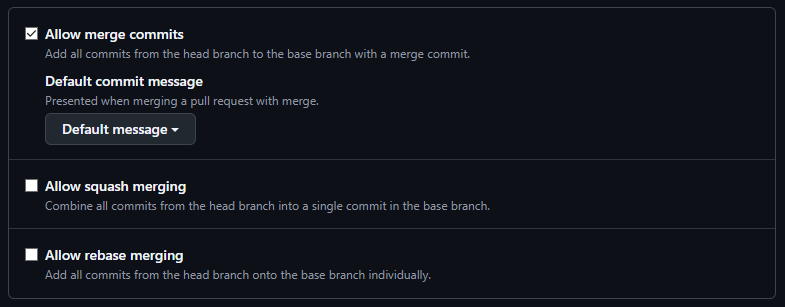 Allow merge commits
Add all commits from the head branch to the base branch with a merge commit.
Default commit message
Presented when merging a pull request with merge.
Default message
Allow squash merging
Combine all commits from the head branch into a single commit in the base branch.
Allow rebase merging
Add all commits from the head branch onto the base branch individually.